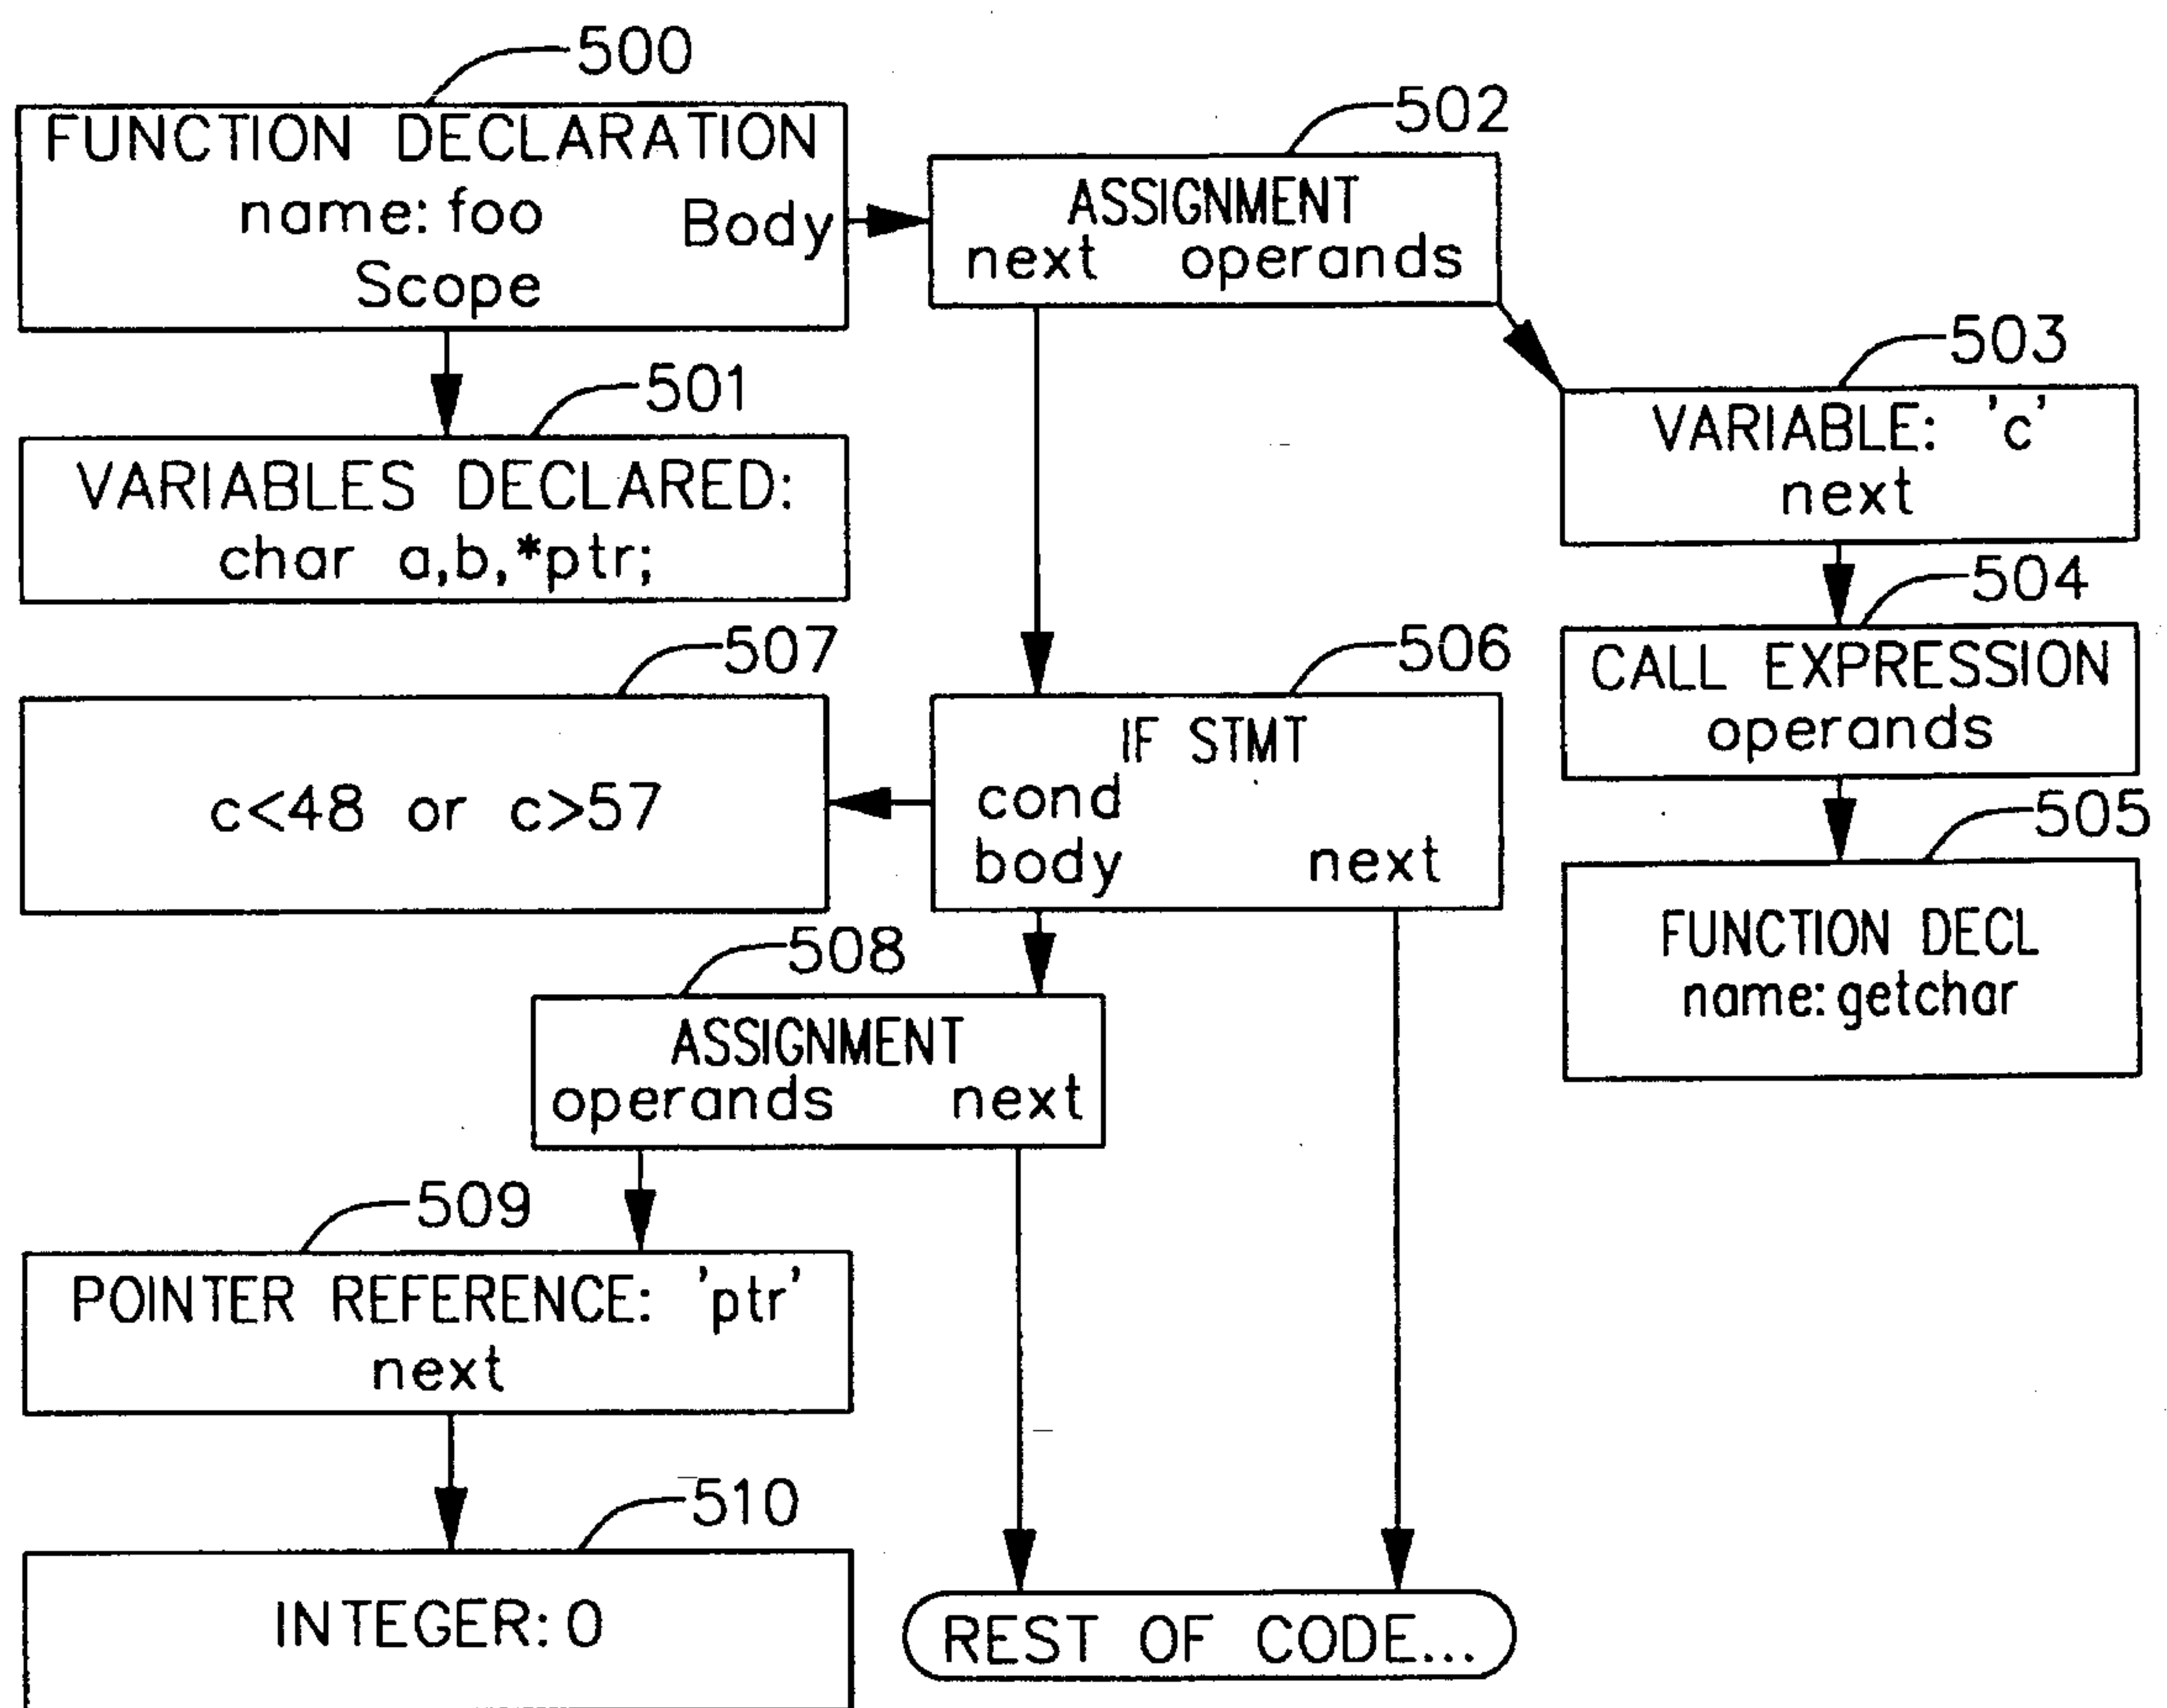 500
FUNCTION DECLARATION
name: foo
Body
Scope
502
ASSIGNMENT
next operands
501
VARIABLES DECLARED:
char a,b,*ptr;
503
VARIABLE: 'c'
next
504
CALL EXPRESSION
operands
507
c<48 or c>57
506
IF STMT
cond
body next
505
FUNCTION DECL
name: getchar
508
ASSIGNMENT
operands next
509
POINTER REFERENCE: 'ptr'
next
510
INTEGER: 0
REST OF CODE...